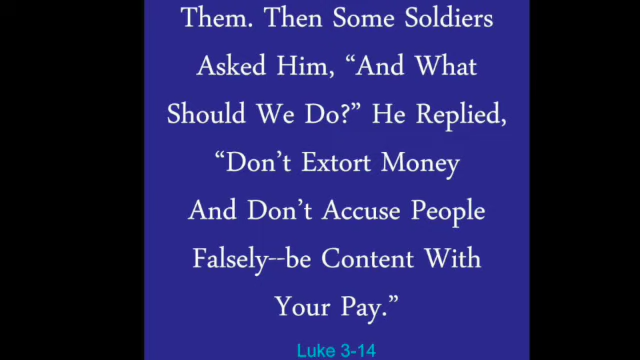 Them. Then Some Soldiers
Asked Him, “And What
Should We Do?” He Replied,
“Don't Extort Money
And Don't Accuse People
Falsely--be Content With
Your Pay.”
Luke 3-14